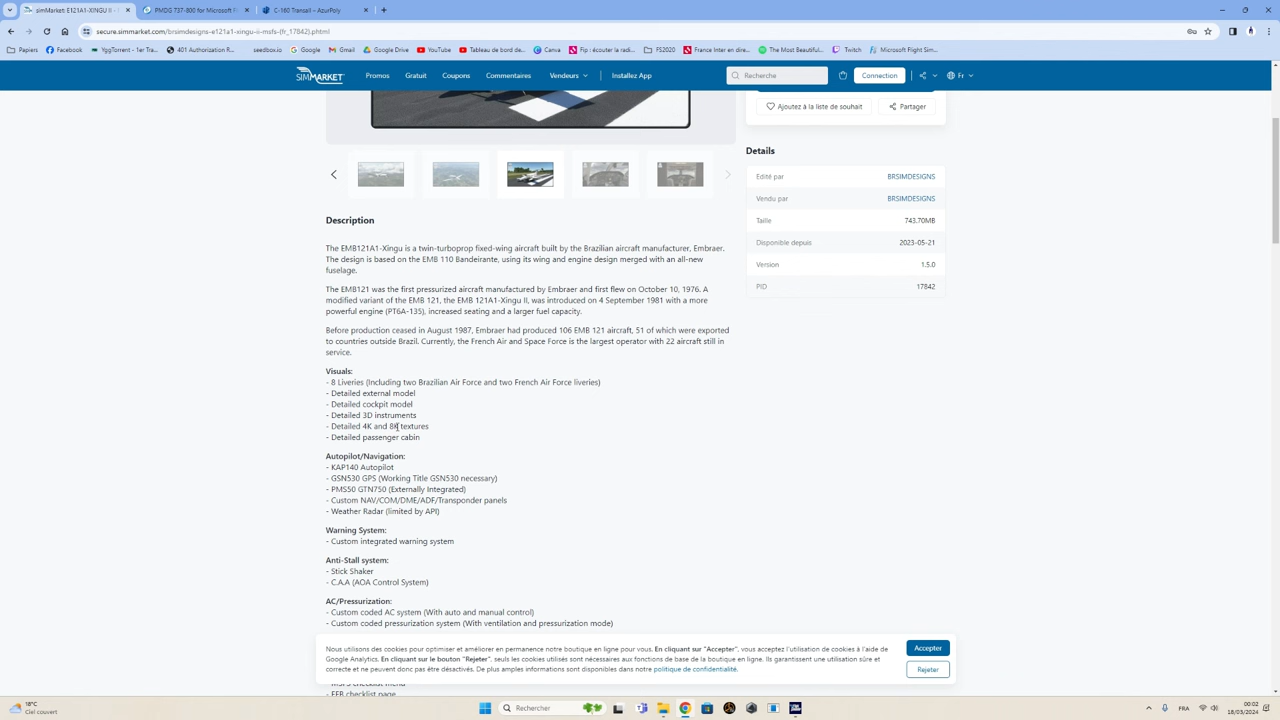 simMarket: E121A1-XINGU II -
PMDG 737-800 for Microsoft F
C-160 Transall – AzurPoly
secure.simmarket.com/brsimdesigns-e121a1-xingu-ii-msfs-(fr_17842).phtml
Papiers
Facebook
YggTorrent - 1er Tra...
401 Authorization R...
seedbox.io
Google
Gmail
Google Drive
YouTube
Tableau de bord de...
Canva
Fip : écouter la radi...
FS2020
France Inter en dire...
The Most Beautiful...
Twitch
Microsoft Flight Sim...
SIMMARKET
Promos
Gratuit
Coupons
Commentaires
Vendeurs
Installez App
Recherche
Connection
Fr
Ajoutez à la liste de souhait
Partager
Details
Edité par BRSIMDESIGNS
Vendu par BRSIMDESIGNS
Taille 743.70MB
Disponible depuis 2023-05-21
Version 1.5.0
PID 17842
Description
The EMB121A1-Xingu is a twin-turboprop fixed-wing aircraft built by the Brazilian aircraft manufacturer, Embraer.
The design is based on the EMB 110 Bandeirante, using its wing and engine design merged with an all-new
fuselage.
The EMB121 was the first pressurized aircraft manufactured by Embraer and first flew on October 10, 1976. A
modified variant of the EMB 121, the EMB 121A1-Xingu II, was introduced on 4 September 1981 with a more
powerful engine (PT6A-135), increased seating and a larger fuel capacity.
Before production ceased in August 1987, Embraer had produced 106 EMB 121 aircraft, 51 of which were exported
to countries outside Brazil. Currently, the French Air and Space Force is the largest operator with 22 aircraft still in
service.
Visuals:
- 8 Liveries (Including two Brazilian Air Force and two French Air Force liveries)
- Detailed external model
- Detailed cockpit model
- Detailed 3D instruments
- Detailed 4K and 8K textures
- Detailed passenger cabin
Autopilot/Navigation:
- KAP140 Autopilot
- GSN530 GPS (Working Title GSN530 necessary)
- PMS50 GTN750 (Externally Integrated)
- Custom NAV/COM/DME/ADF/Transponder panels
- Weather Radar (limited by API)
Warning System:
- Custom integrated warning system
Anti-Stall system:
- Stick Shaker
- C.A.A (AOA Control System)
AC/Pressurization:
- Custom coded AC system (With auto and manual control)
- Custom coded pressurization system (With ventilation and pressurization mode)
Nous utilisons des cookies pour optimiser et améliorer en permanence notre boutique en ligne pour vous. En cliquant sur "Accepter", vous acceptez l'utilisation de cookies à l'aide de
Google Analytics. En cliquant sur le bouton "Rejeter", seuls les cookies utilisés sont nécessaires aux fonctions de base de la boutique en ligne. Ils garantissent une utilisation sûre et
correcte et ne peuvent donc pas être désactivés. De plus amples informations sont disponibles dans notre politique de confidentialité.
Accepter
Rejeter
- MSFS checklist menu
- EFB checklist page
18°C
Ciel couvert
Rechercher
FRA
00:02
18/03/2024